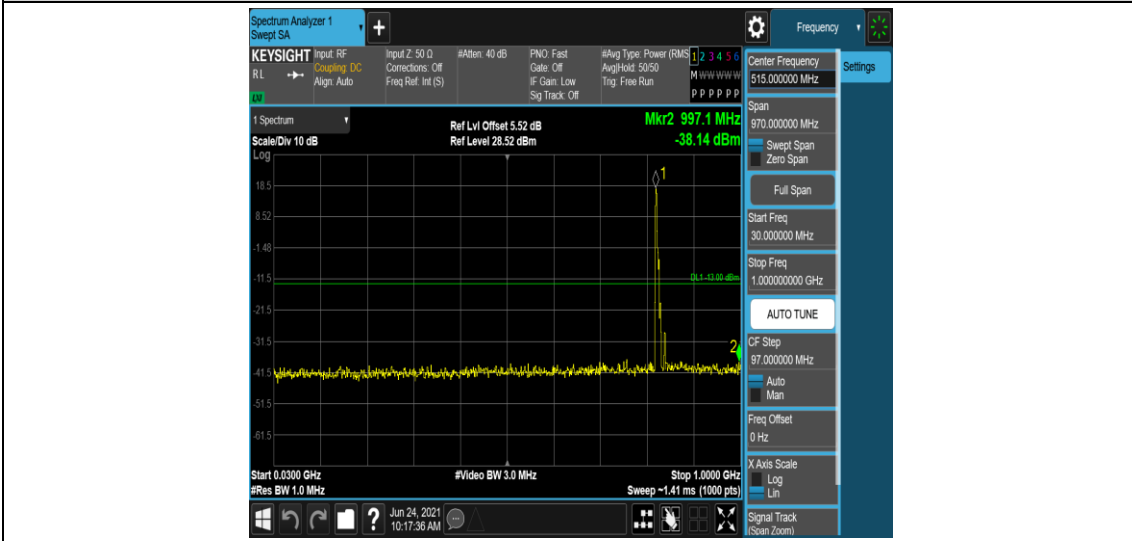 Spectrum Analyzer 1
Swept SA
+
Frequency
KEYSIGHT
RL
LNI
Input: RF
Coupling: DC
Align: Auto
Input Z: 50 Ω
Corrections: Off
Freq Ref: Int (S)
#Atten: 40 dB
PNO: Fast
Gate: Off
IF Gain: Low
Sig Track: Off
#Avg Type: Power (RMS
Avg|Hold: 50/50
Trig: Free Run
1 2 3 4 5 6
M W W W W W
P P P P P P
1 Spectrum
Scale/Div 10 dB
Log
Ref Lvl Offset 5.52 dB
Ref Level 28.52 dBm
Mkr2 997.1 MHz
-38.14 dBm
1
18.5
8.52
-1.48
-11.5
DL1 -13.00 dBm
-21.5
-31.5
2
-41.5
-51.5
-61.5
Start 0.0300 GHz
#Res BW 1.0 MHz
#Video BW 3.0 MHz
Stop 1.0000 GHz
Sweep ~1.41 ms (1000 pts)
?
Jun 24, 2021
10:17:36 AM
Center Frequency
515.000000 MHz
Settings
Span
970.000000 MHz
Swept Span
Zero Span
Full Span
Start Freq
30.000000 MHz
Stop Freq
1.000000000 GHz
AUTO TUNE
CF Step
97.000000 MHz
Auto
Man
Freq Offset
0 Hz
X Axis Scale
Log
Lin
Signal Track
(Span Zoom)